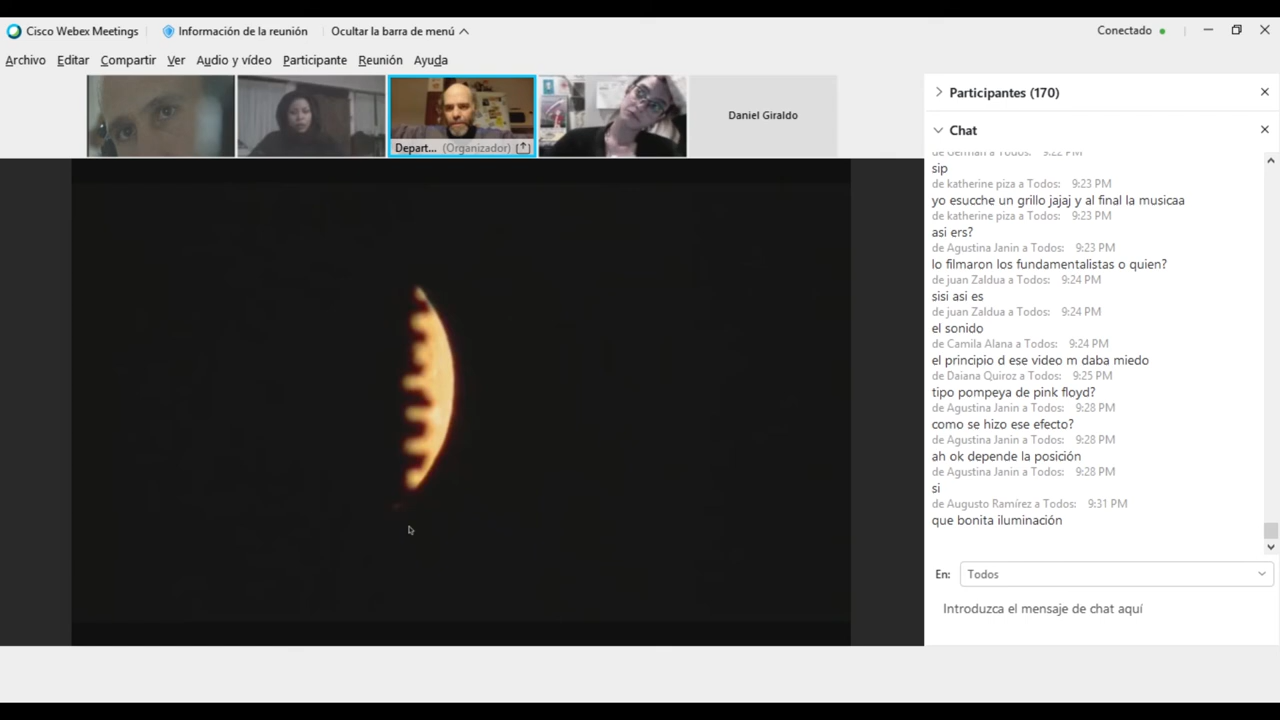 Cisco Webex Meetings
Información de la reunión
Ocultar la barra de menú
Conectado
Archivo Editar Compartir Ver Audio y vídeo Participante Reunión Ayuda
Depart... (Organizador)
Daniel Giraldo
Participantes (170)
Chat
de German a Todos: 9:22 PM
sip
de katherine piza a Todos: 9:23 PM
yo esucche un grillo jajaj y al final la musicaa
de katherine piza a Todos: 9:23 PM
asi ers?
de Agustina Janin a Todos: 9:23 PM
lo filmaron los fundamentalistas o quien?
de juan Zaldua a Todos: 9:24 PM
sisi asi es
de juan Zaldua a Todos: 9:24 PM
el sonido
de Camila Alana a Todos: 9:24 PM
el principio d ese video m daba miedo
de Daiana Quiroz a Todos: 9:25 PM
tipo pompeya de pink floyd?
de Agustina Janin a Todos: 9:28 PM
como se hizo ese efecto?
de Agustina Janin a Todos: 9:28 PM
ah ok depende la posición
de Agustina Janin a Todos: 9:28 PM
si
de Augusto Ramírez a Todos: 9:31 PM
que bonita iluminación
En: Todos
Introduzca el mensaje de chat aquí